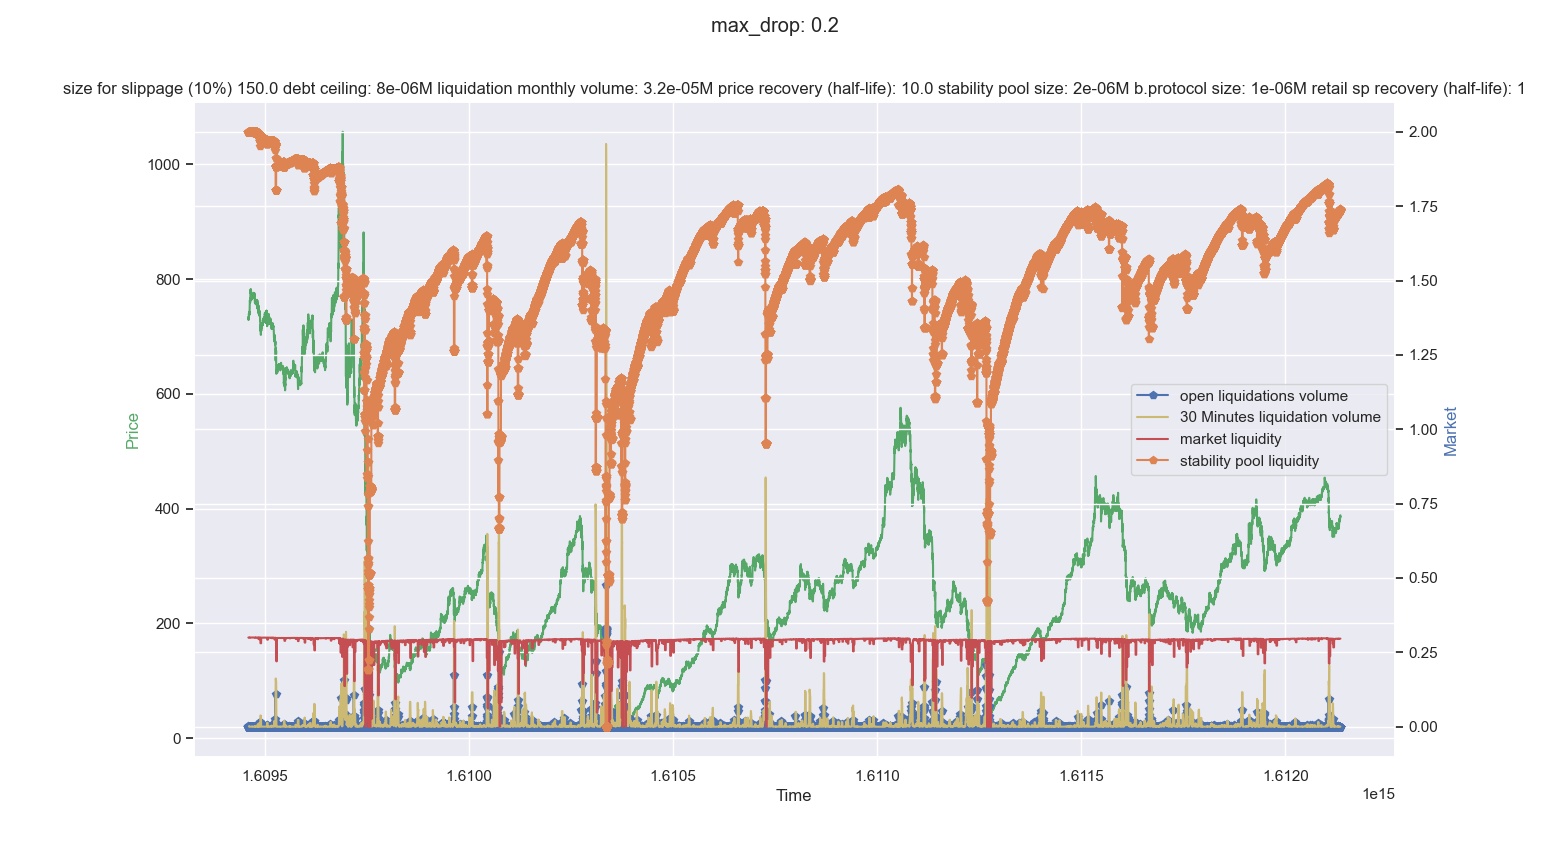 max_drop: 0.2
size for slippage (10%) 150.0 debt ceiling: 8e-06M liquidation monthly volume: 3.2e-05M price recovery (half-life): 10.0 stability pool size: 2e-06M b.protocol size: 1e-06M retail sp recovery (half-life): 1
1000
800
600
400
200
0
Price
2.00
1.75
1.50
1.25
1.00
0.75
0.50
0.25
0.00
Market
open liquidations volume
30 Minutes liquidation volume
market liquidity
stability pool liquidity
1.6095 1.6100 1.6105 1.6110 1.6115 1.6120
Time
1e15